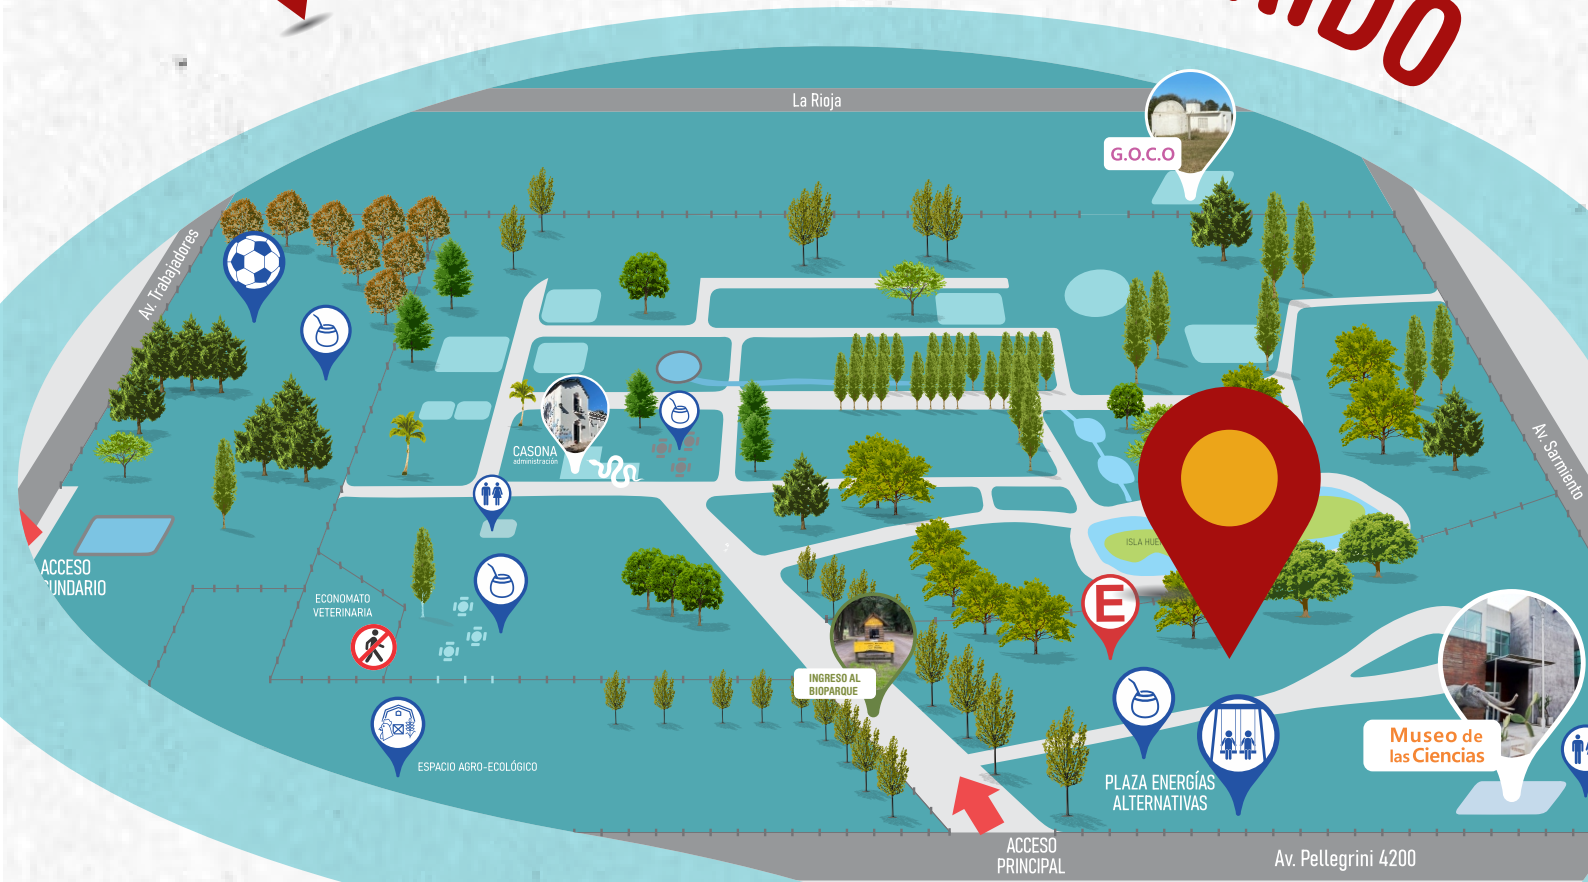 La Rioja
G.O.C.O
Av. Trabajadores
CASONA
administración
Av. Sarmiento
ISLA
ACCESO
ECONOMATO
VETERINARIA
E
INGRESO AL
BIOPARQUE
ESPACIO AGRO-ECOLÓGICO
PLAZA ENERGÍAS
ALTERNATIVAS
Museo de
las Ciencias
ACCESO
PRINCIPAL
Av. Pellegrini 4200